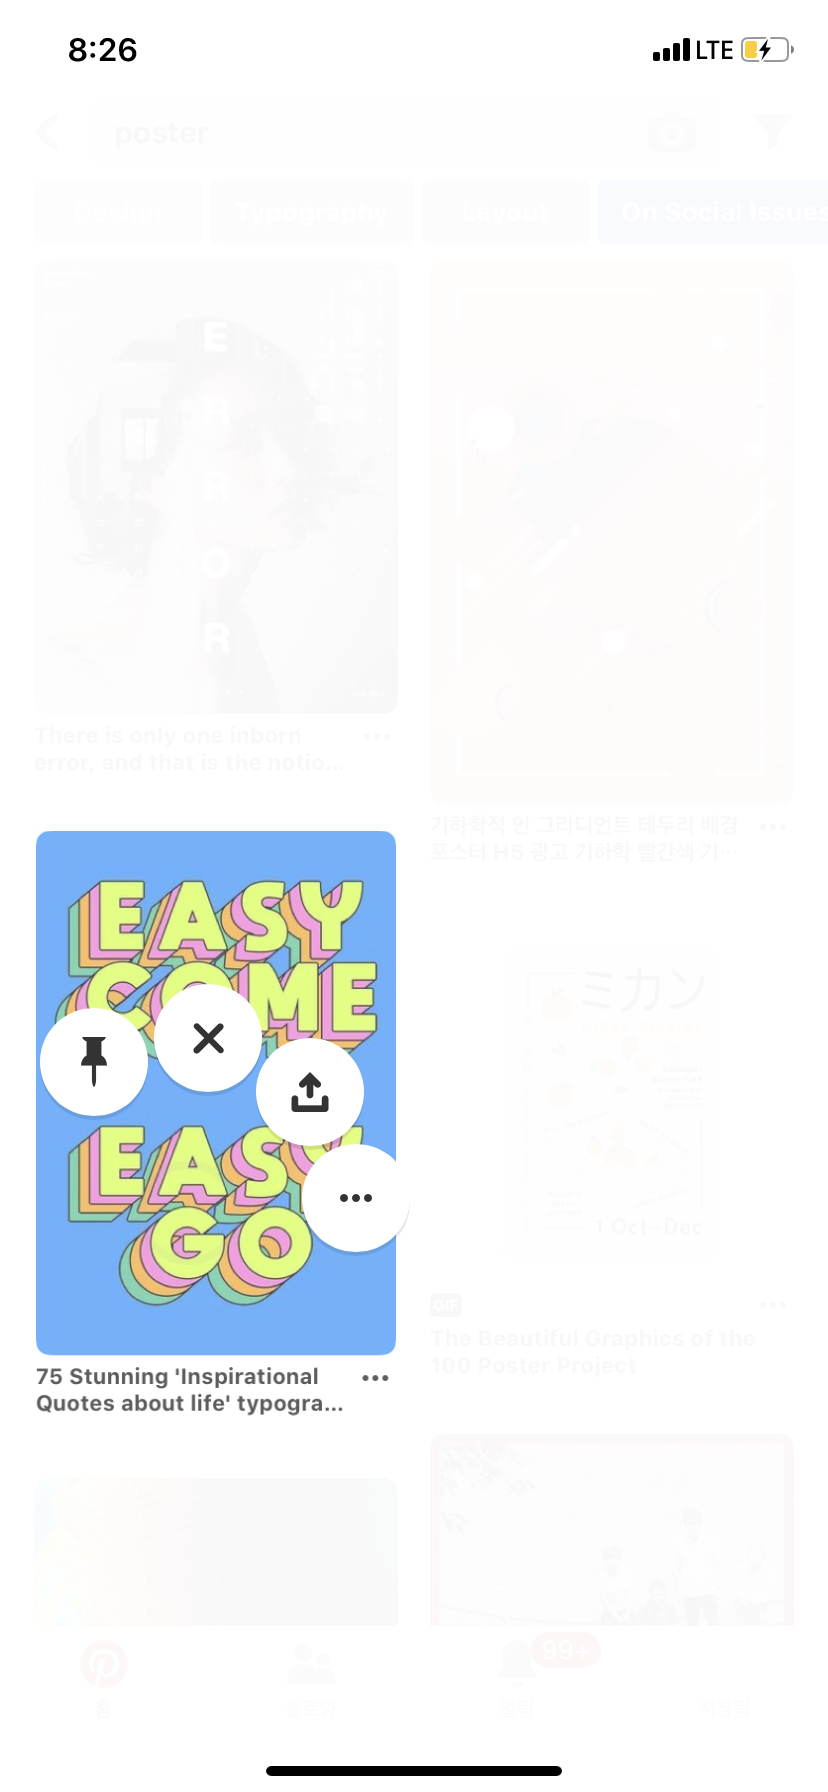 8:26
LTE
poster
Design
Typography
Layout
On Social Issues
E
R
R
O
R
There is only one inborn
error, and that is the notio...
기하학적 인 그라디언트 테두리 배경
포스터 H5 광고 기하학 빨간색 기...
EASY
COME
EASY
GO
75 Stunning 'Inspirational
Quotes about life' typogra...
ミカン
1 Oct-Dec
GIF
The Beautiful Graphics of the
100 Poster Project
99+
홈
팔로잉
알림
저장됨